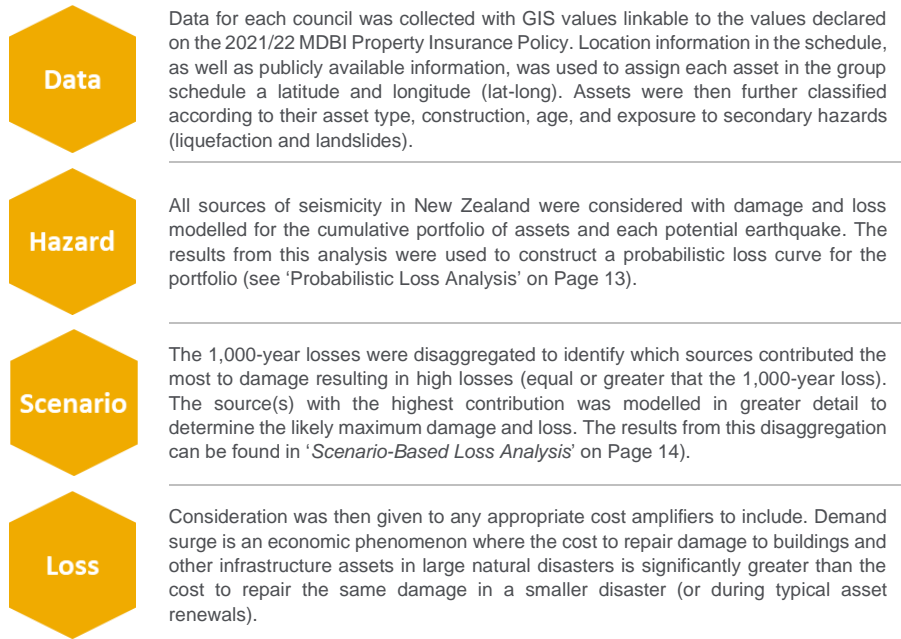 Data
Data for each council was collected with GIS values linkable to the values declared
on the 2021/22 MDBI Property Insurance Policy. Location information in the schedule,
as well as publicly available information, was used to assign each asset in the group
schedule a latitude and longitude (lat-long). Assets were then further classified
according to their asset type, construction, age, and exposure to secondary hazards
(liquefaction and landslides).
Hazard
All sources of seismicity in New Zealand were considered with damage and loss
modelled for the cumulative portfolio of assets and each potential earthquake. The
results from this analysis were used to construct a probabilistic loss curve for the
portfolio (see ‘Probabilistic Loss Analysis’ on Page 13).
Scenario
The 1,000-year losses were disaggregated to identify which sources contributed the
most to damage resulting in high losses (equal or greater that the 1,000-year loss).
The source(s) with the highest contribution was modelled in greater detail to
determine the likely maximum damage and loss. The results from this disaggregation
can be found in ‘Scenario-Based Loss Analysis’ on Page 14).
Loss
Consideration was then given to any appropriate cost amplifiers to include. Demand
surge is an economic phenomenon where the cost to repair damage to buildings and
other infrastructure assets in large natural disasters is significantly greater than the
cost to repair the same damage in a smaller disaster (or during typical asset
renewals).